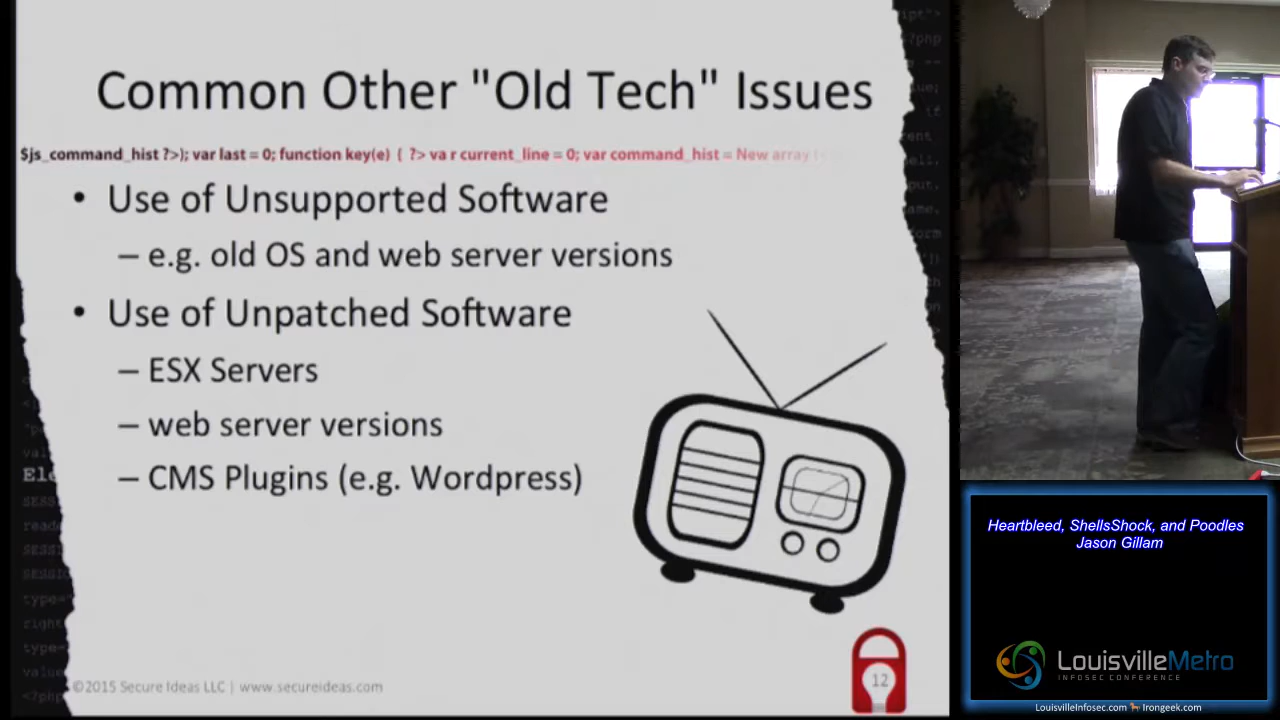 Common Other "Old Tech" Issues
$js_command_hist ?>); var last = 0; function key(e) { ?> va r current_line = 0; var command_hist = New array
• Use of Unsupported Software
– e.g. old OS and web server versions
• Use of Unpatched Software
– ESX Servers
– web server versions
– CMS Plugins (e.g. Wordpress)
©2015 Secure Ideas LLC | www.secureideas.com
12
Heartbleed, ShellsShock, and Poodles
Jason Gillam
LouisvilleMetro
INFOSEC CONFERENCE
LouisvilleInfosec.com Irongeek.com